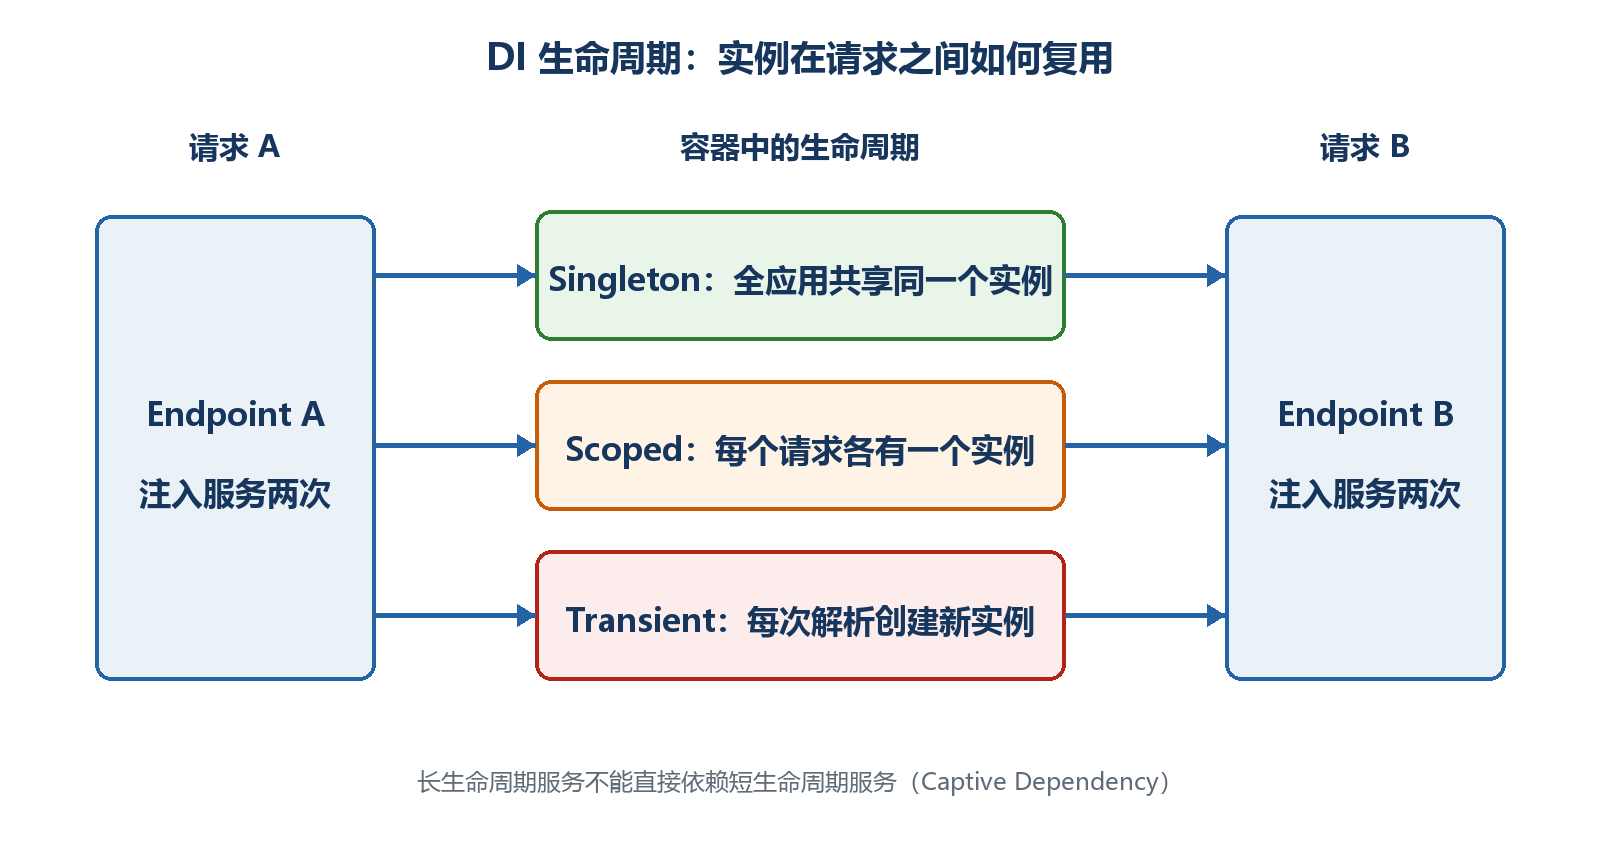 DI 生命周期：实例在请求之间如何复用
请求 A
容器中的生命周期
请求 B
Endpoint A
注入服务两次
Singleton：全应用共享同一个实例
Scoped：每个请求各有一个实例
Transient：每次解析创建新实例
Endpoint B
注入服务两次
长生命周期服务不能直接依赖短生命周期服务（Captive Dependency）